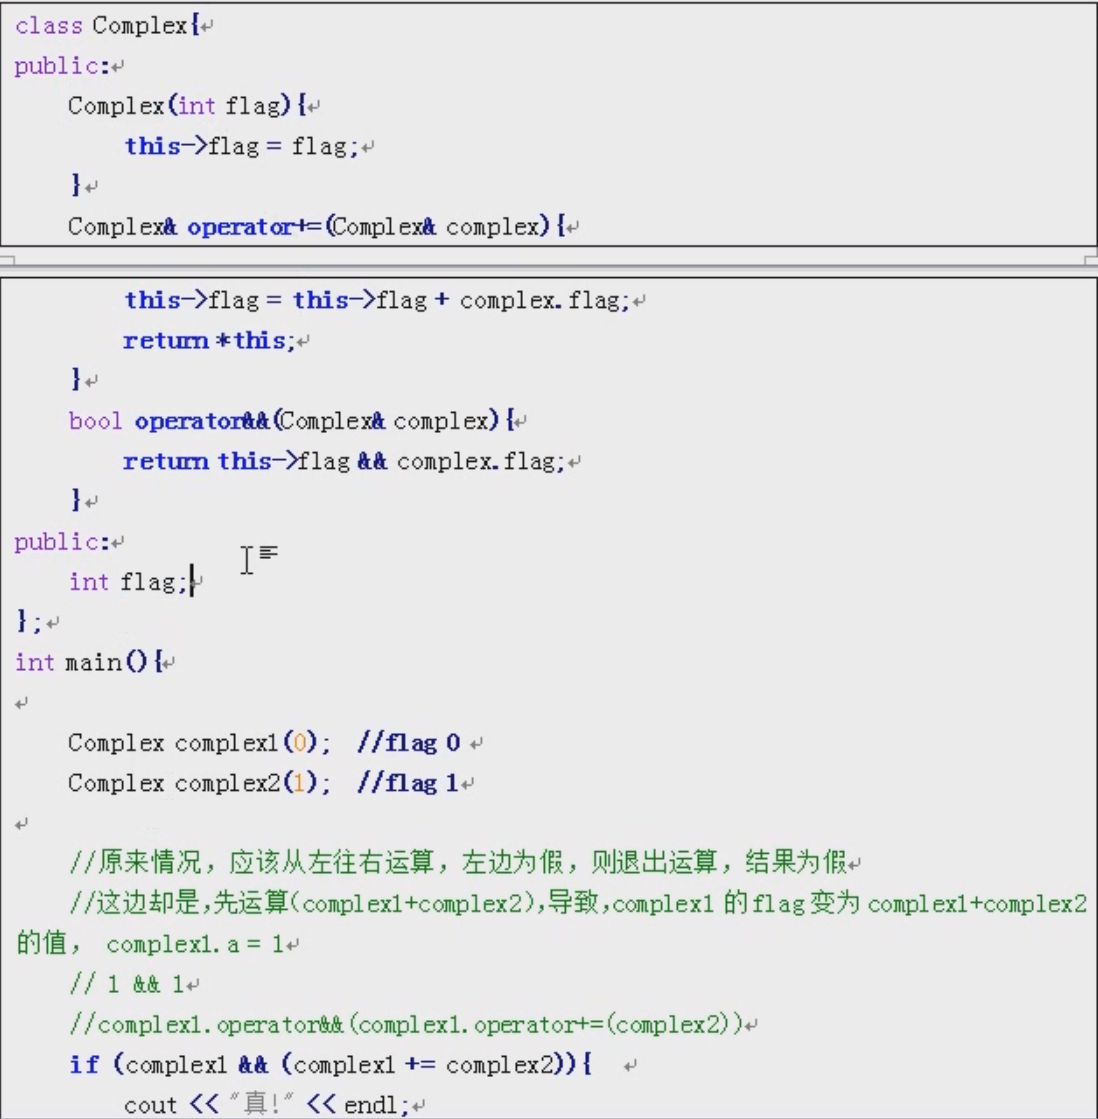 class Complex{
public:
    Complex(int flag){
        this->flag = flag;
    }
    Complex& operator+=(Complex& complex){
        this->flag = this->flag + complex.flag;
        return *this;
    }
    bool operator&&(Complex& complex){
        return this->flag && complex.flag;
    }
public:
    int flag;
};
int main(){
    Complex complex1(0);  //flag 0
    Complex complex2(1);  //flag 1
    //原来情况，应该从左往右运算，左边为假，则退出运算，结果为假
    //这边却是,先运算(complex1+complex2),导致,complex1 的 flag 变为 complex1+complex2
的值， complex1.a = 1
    // 1 && 1
    //complex1.operator&&(complex1.operator+=(complex2))
    if (complex1 && (complex1 += complex2)){
        cout << "真!" << endl;